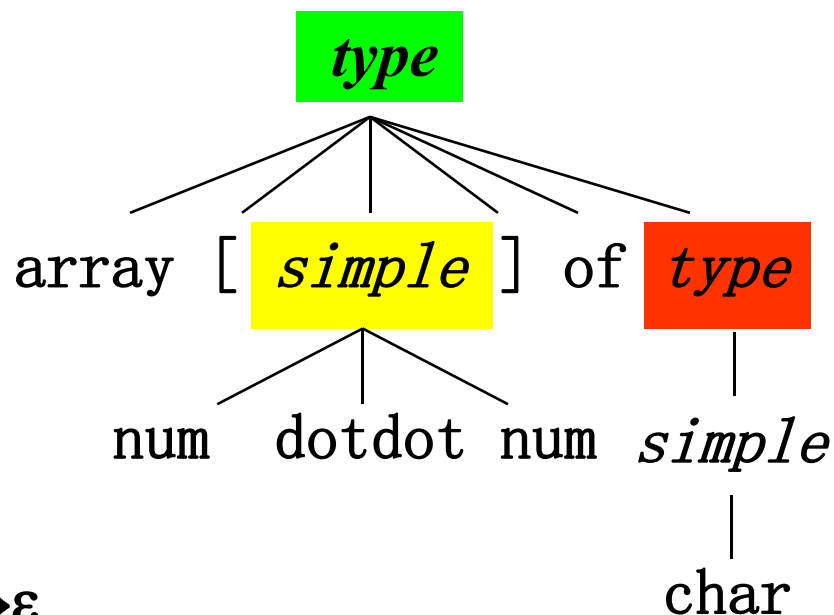 type
array [ simple ] of type
num dotdot num simple
char
ε